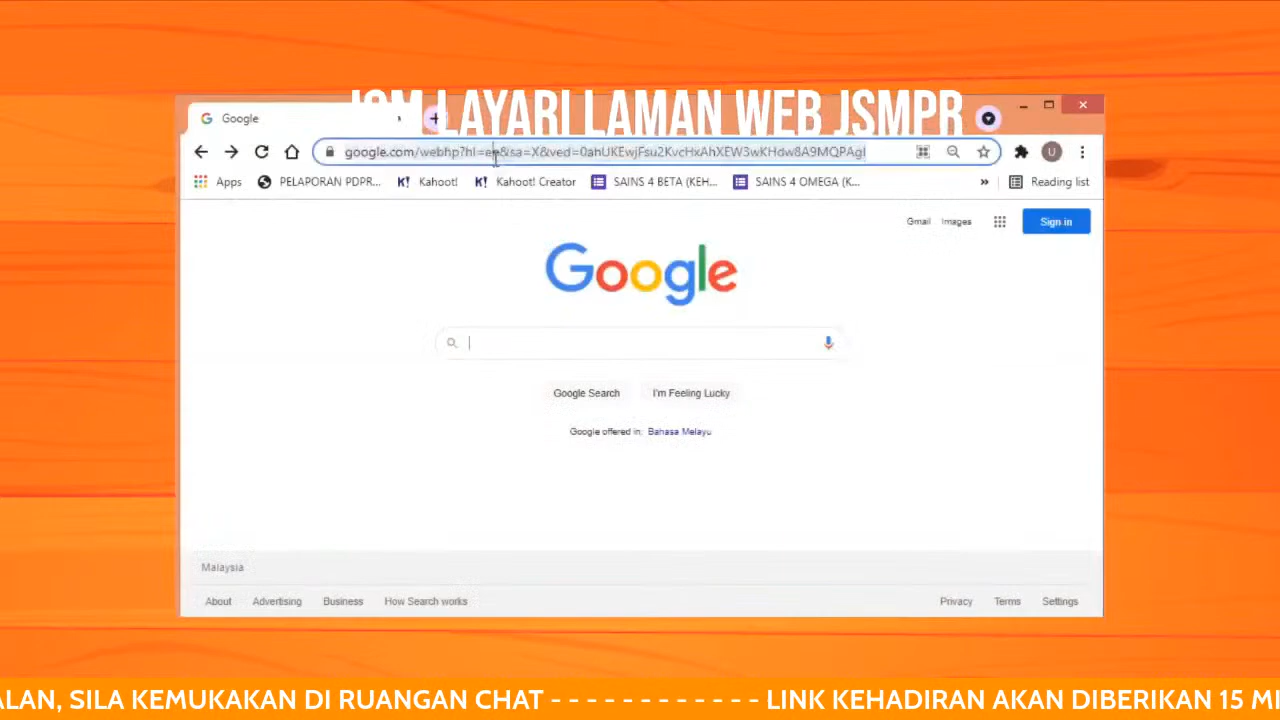 JOM LAYARI LAMAN WEB JSMPR
Google
google.com/webhp?hl=en&sa=X&ved=0ahUKEwjFsu2KvcHxAhXEW3wKHdw8A9MQPAgI
U
Apps PELAPORAN PDPR... K! Kahoot! K! Kahoot! Creator SAINS 4 BETA (KEH... SAINS 4 OMEGA (K... » Reading list
Gmail Images Sign in
Google
Google Search I'm Feeling Lucky
Google offered in: Bahasa Melayu
Malaysia
About Advertising Business How Search works Privacy Terms Settings
ALAN, SILA KEMUKAKAN DI RUANGAN CHAT - - - - - - - - - - - - LINK KEHADIRAN AKAN DIBERIKAN 15 MI